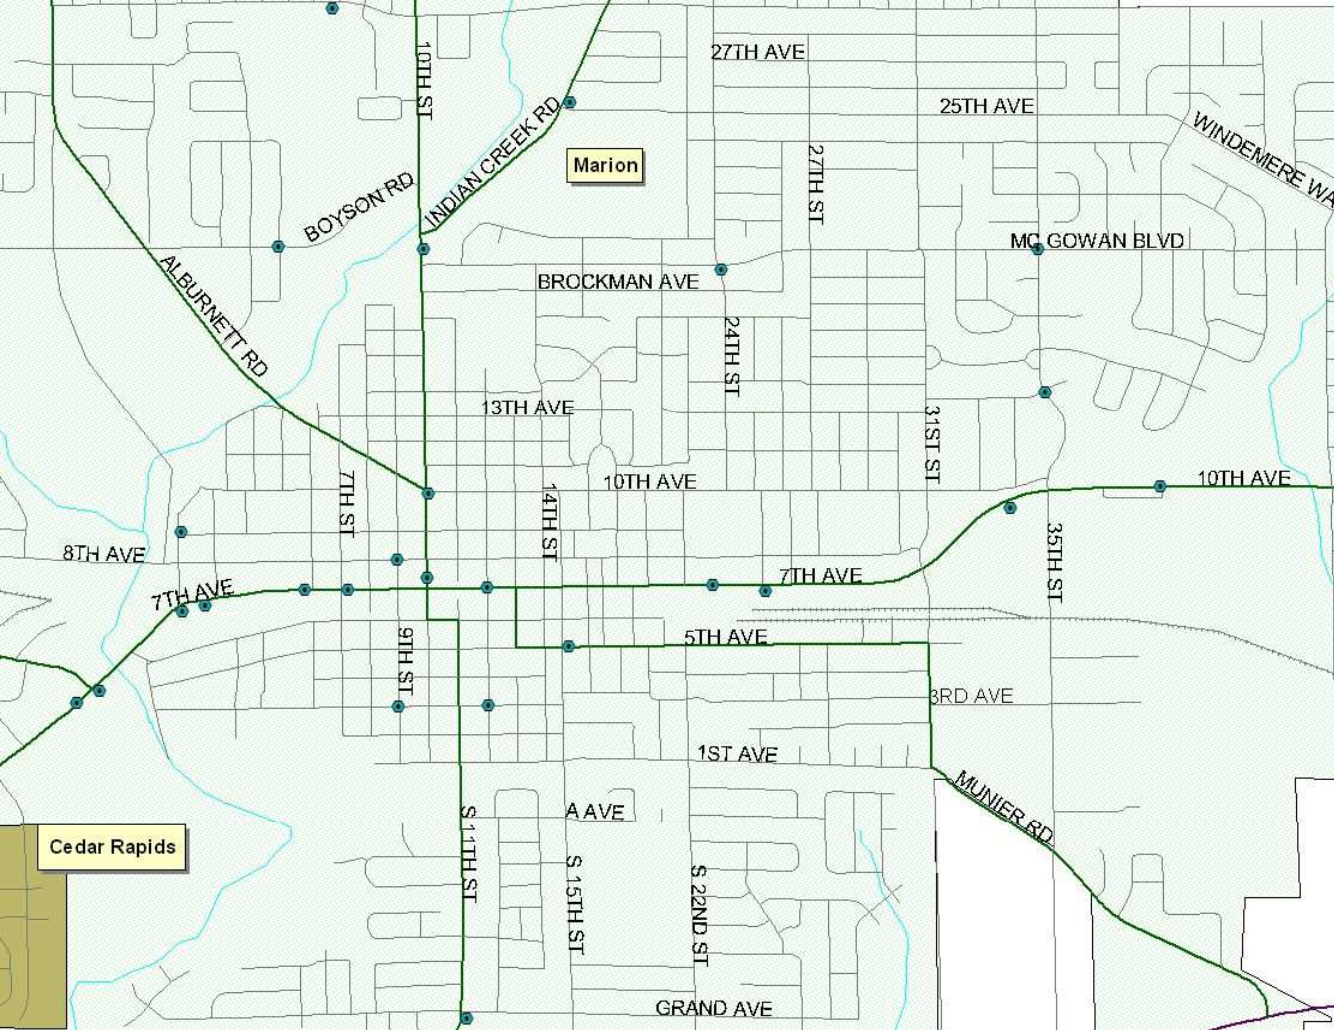 27TH AVE
10TH ST
25TH AVE
INDIAN CREEK RD
WINDEMERE WA
Marion
27TH ST
BOYSON RD
MC GOWAN BLVD
BROCKMAN AVE
ALBURNETT RD
24TH ST
13TH AVE
31ST ST
7TH ST
14TH ST
10TH AVE
10TH AVE
8TH AVE
35TH ST
7TH AVE
7TH AVE
9TH ST
5TH AVE
3RD AVE
1ST AVE
MUNIER RD
A AVE
S 11TH ST
Cedar Rapids
S 15TH ST
S 22ND ST
GRAND AVE